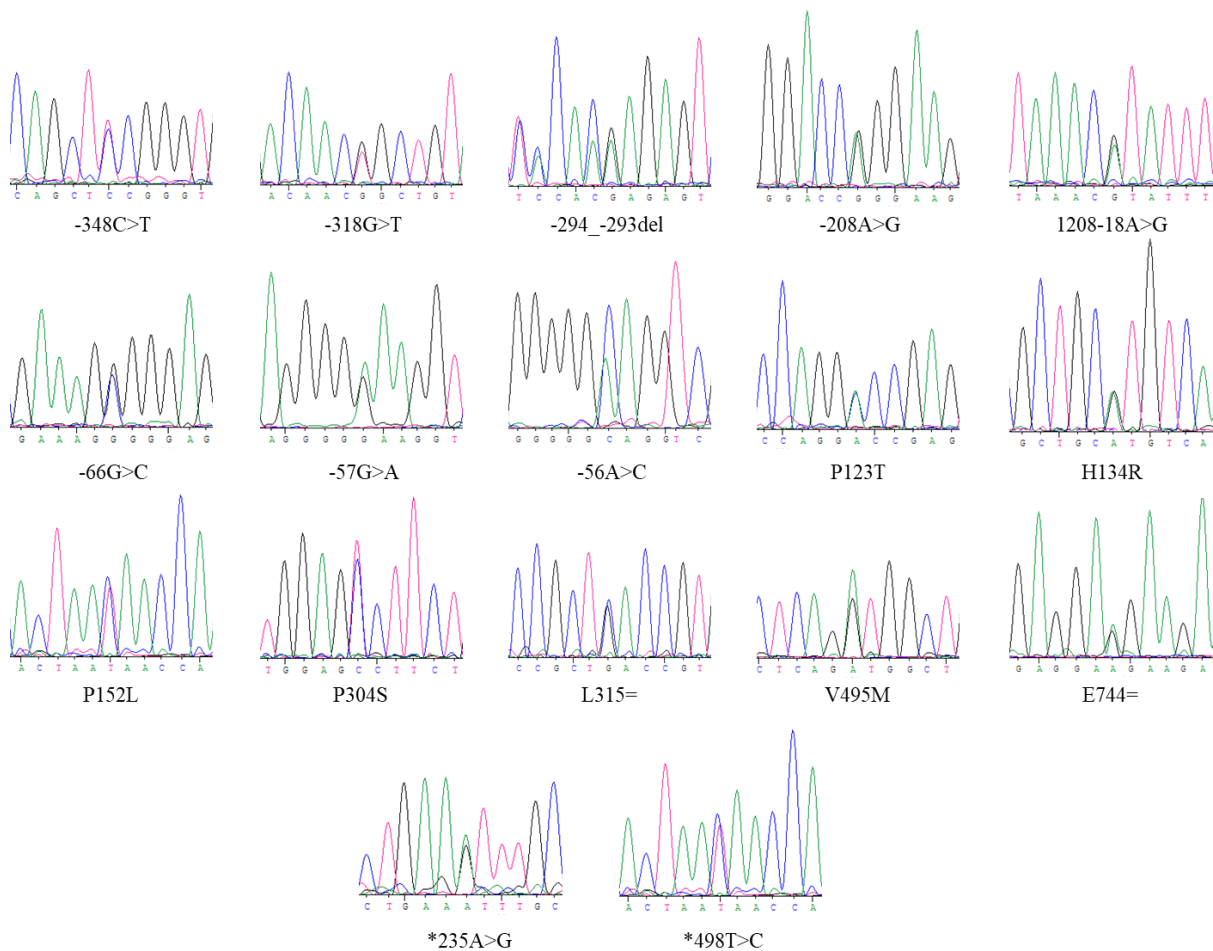 C A G C T C C G G G T
A C A A C G G C T G T
T C C A C G A G A G T
G G A C C G G G A A G
T A A A C G T A T T T
-348C>T
-318G>T
-294_-293del
-208A>G
1208-18A>G
G A A A G G G G G A G
A G G G G A A G G T
G G G G G C A G G T C
C C A G G A C C G A G
G C T G C A T G T C A
-66G>C
-57G>A
-56A>C
P123T
H134R
A C T A A T A A C C A
T G G A G C C T T C T
C C G C T G A C C G T
C T C A G A T G G C T
G A G G A A G A A G A
P152L
P304S
L315=
V495M
E744=
C T G A A A T T T G C
A C T A A T A A C C A
*235A>G
*498T>C